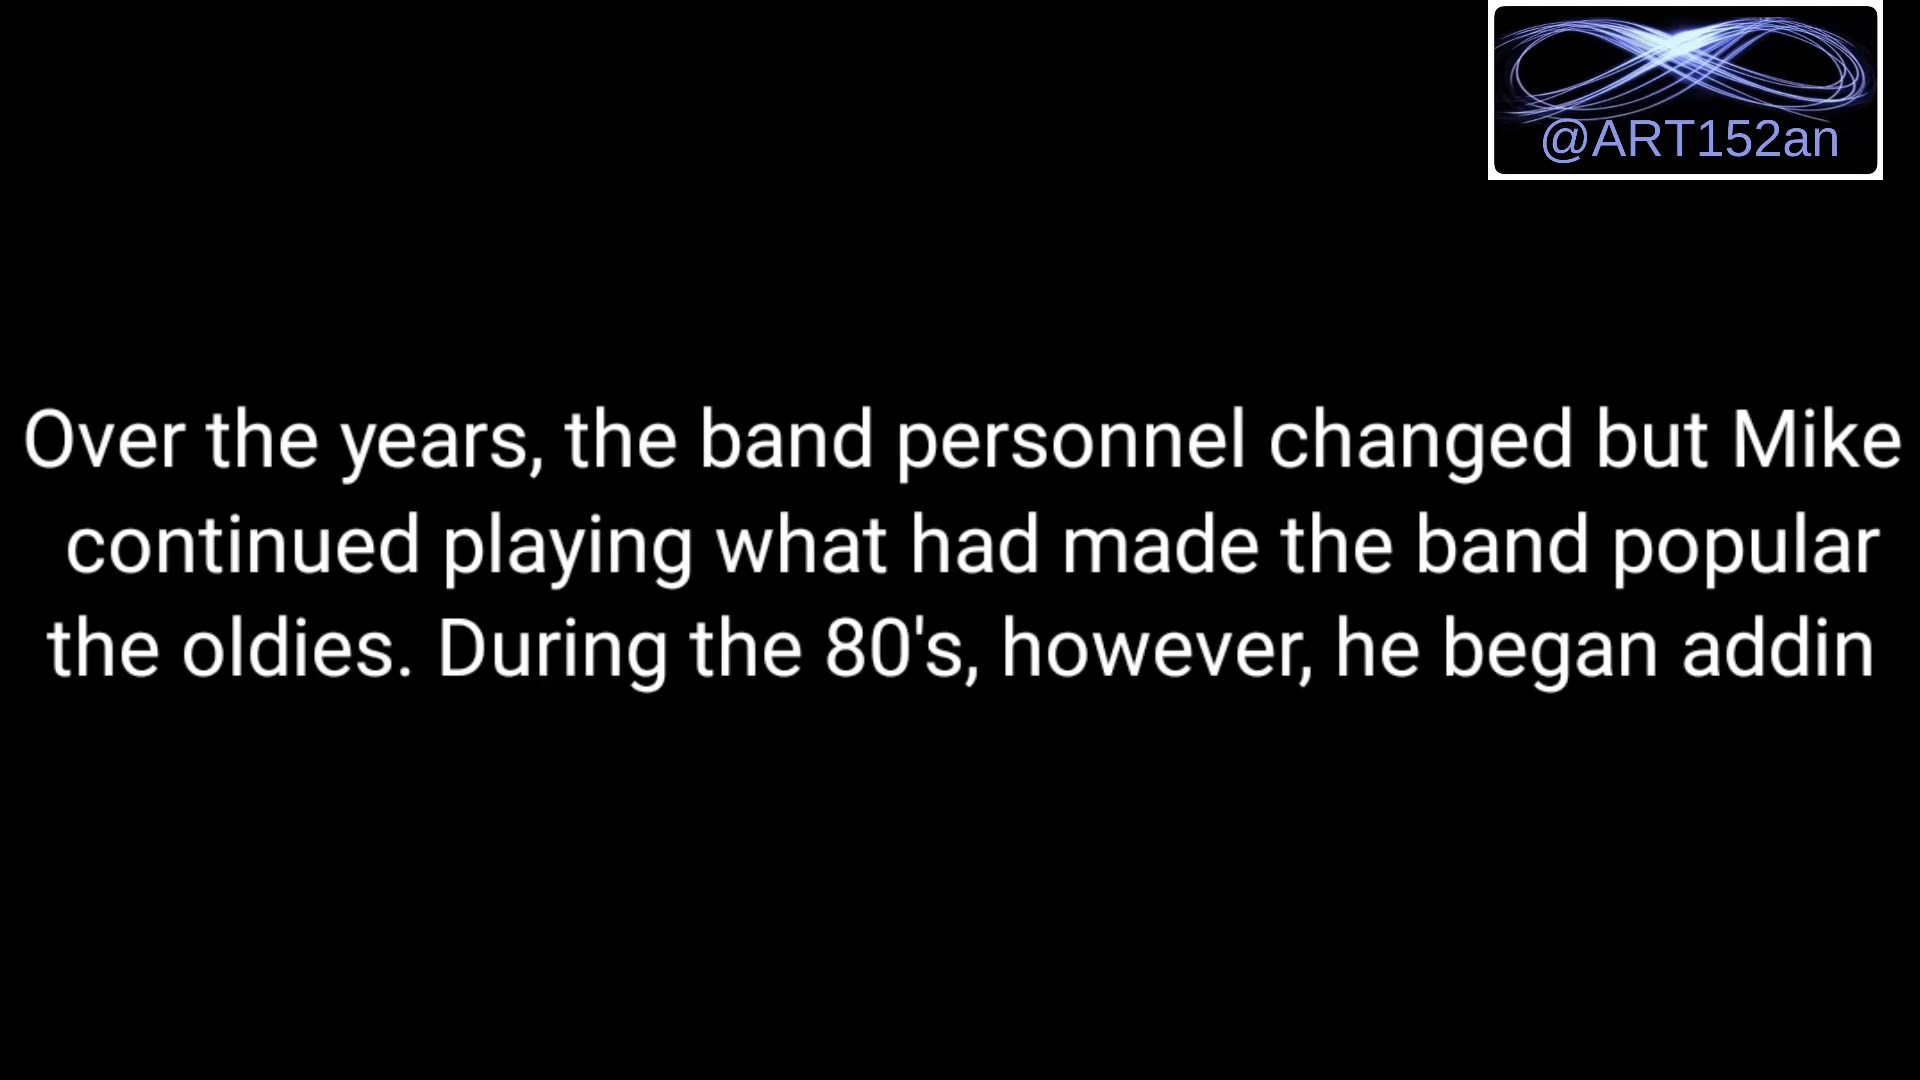 @ART152an
Over the years, the band personnel changed but Mike
continued playing what had made the band popular
the oldies. During the 80's, however, he began addin